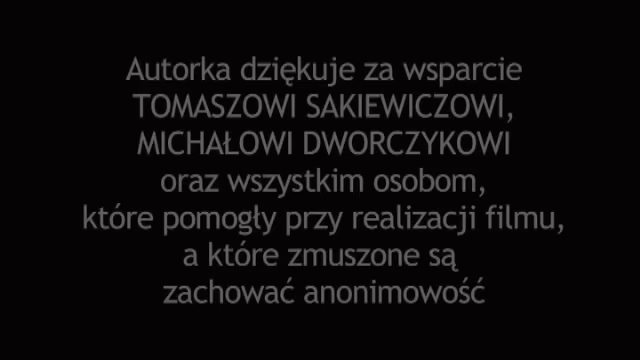 Autorka dziękuje za wsparcie
TOMASZOWI SAKIEWICZOWI,
MICHAŁOWI DWORCZYKOWI
oraz wszystkim osobom,
które pomogły przy realizacji filmu,
a które zmuszone są
zachować anonimowość